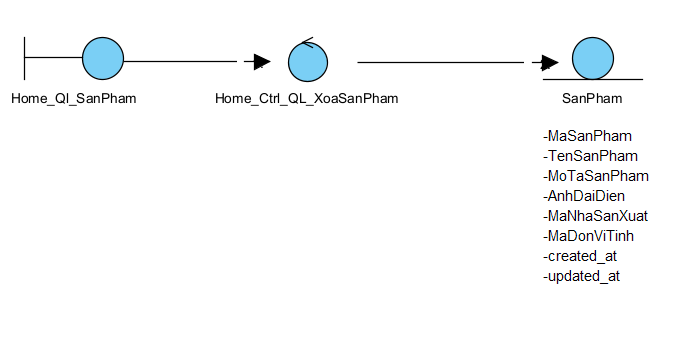 Home_Ql_SanPham
Home_Ctrl_QL_XoaSanPham
SanPham
-MaSanPham
-TenSanPham
-MoTaSanPham
-AnhDaiDien
-MaNhaSanXuat
-MaDonViTinh
-created_at
-updated_at